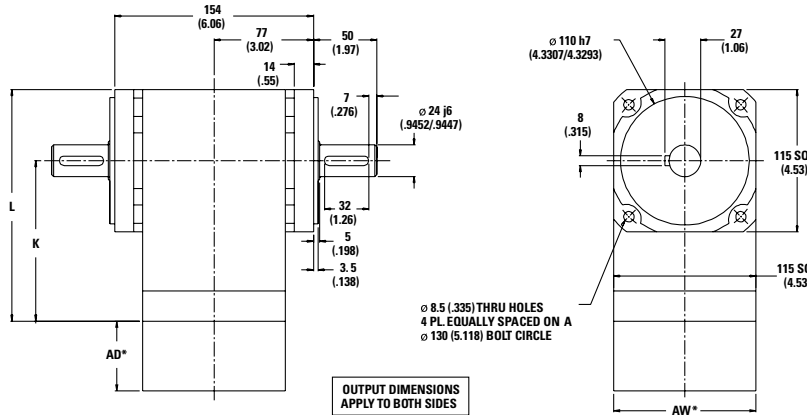 154
(6.06)
77
(3.02)
50
(1.97)
14
(.55)
7
(.276)
ø 24 j6
(.9452/.9447)
32
(1.26)
5
(.198)
3. 5
(.138)
L
K
AD*
ø 110 h7
(4.3307/4.3293)
27
(1.06)
8
(.315)
115 SQ
(4.53)
115 SQ
(4.53
ø 8.5 (.335) THRU HOLES
4 PL. EQUALLY SPACED ON A
ø 130 (5.118) BOLT CIRCLE
OUTPUT DIMENSIONS
APPLY TO BOTH SIDES
AW*